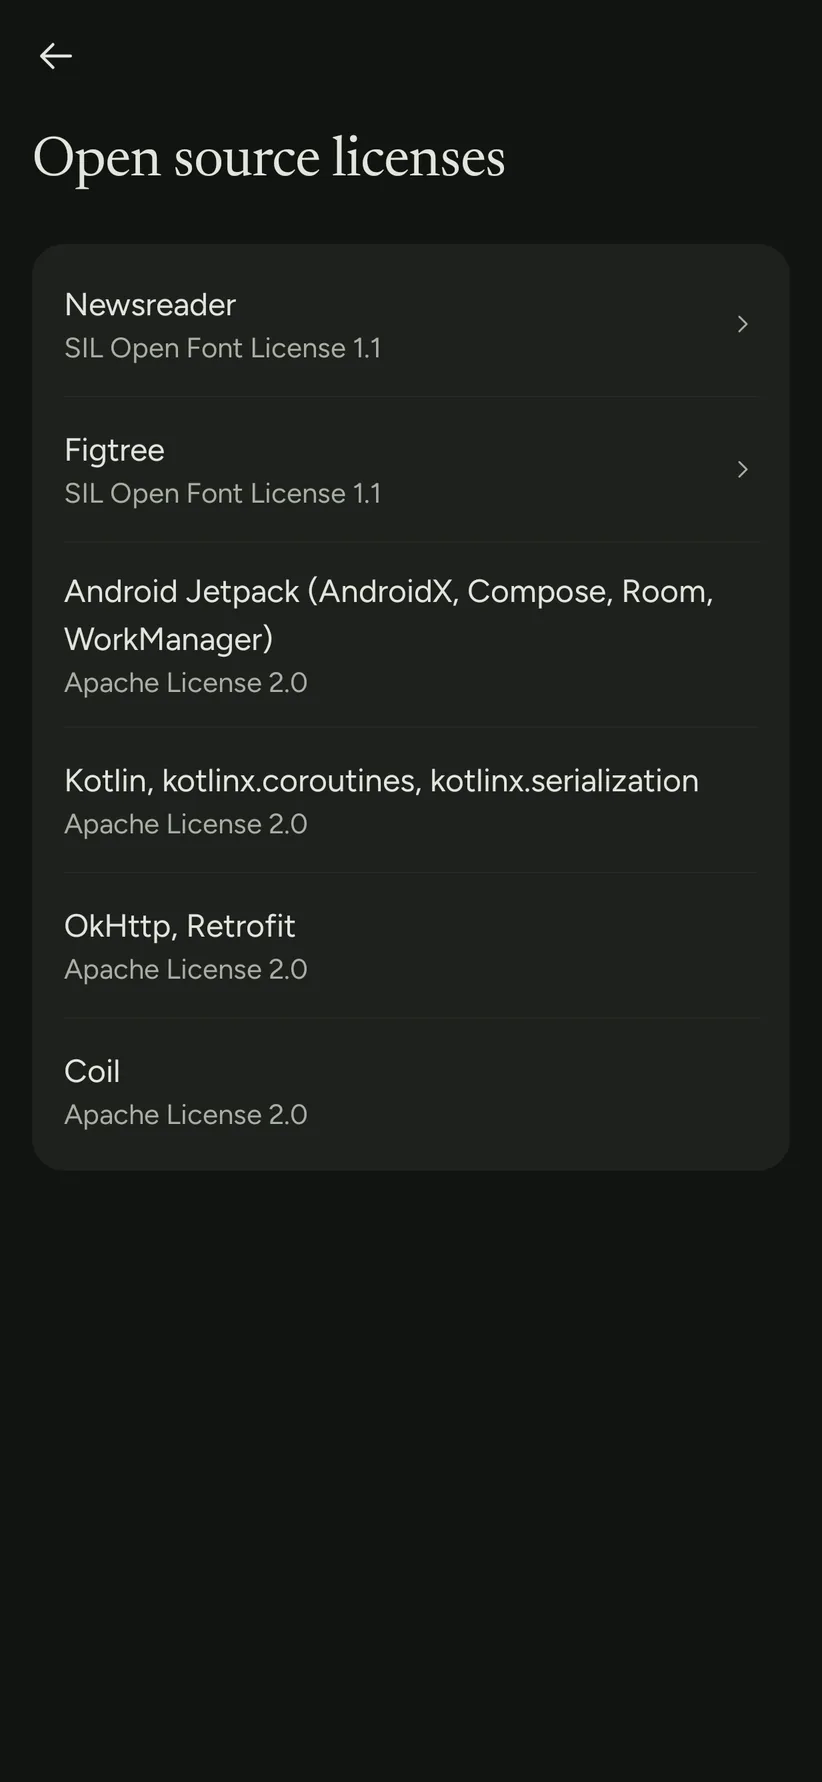 Open source licenses
Newsreader
SIL Open Font License 1.1
Figtree
SIL Open Font License 1.1
Android Jetpack (AndroidX, Compose, Room,
WorkManager)
Apache License 2.0
Kotlin, kotlinx.coroutines, kotlinx.serialization
Apache License 2.0
OkHttp, Retrofit
Apache License 2.0
Coil
Apache License 2.0